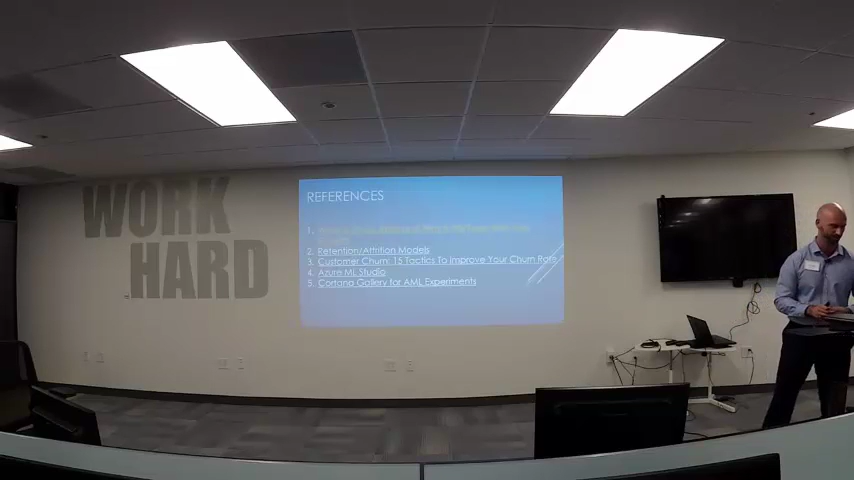 WORK
HARD
REFERENCES
1.
2. Retention/Attrition Models
3. Customer Churn: 15 Tactics To Improve Your Churn Rate
4. Azure ML Studio
5. Cortana Gallery for AML Experiments